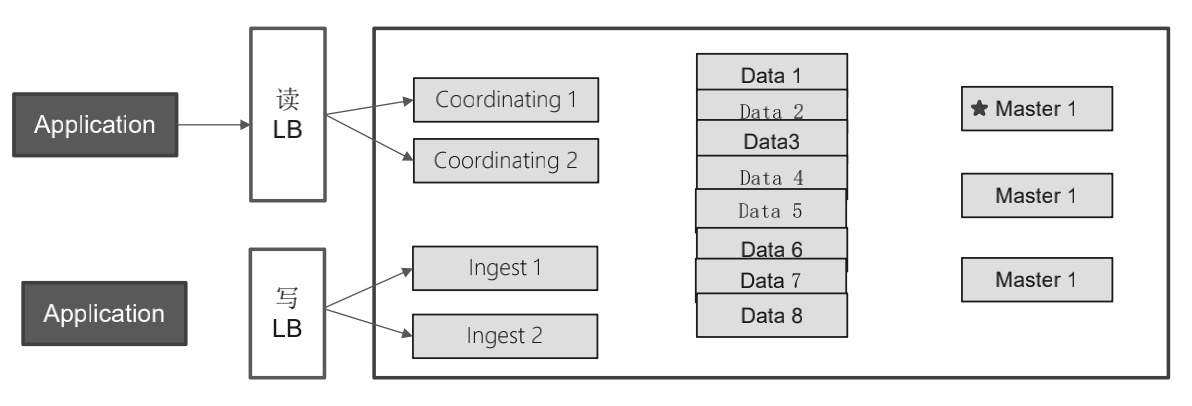 Application
读
LB
Coordinating 1
Coordinating 2
Application
写
LB
Ingest 1
Ingest 2
Data 1
Data 2
Data3
Data 4
Data 5
Data 6
Data 7
Data 8
★ Master 1
Master 1
Master 1